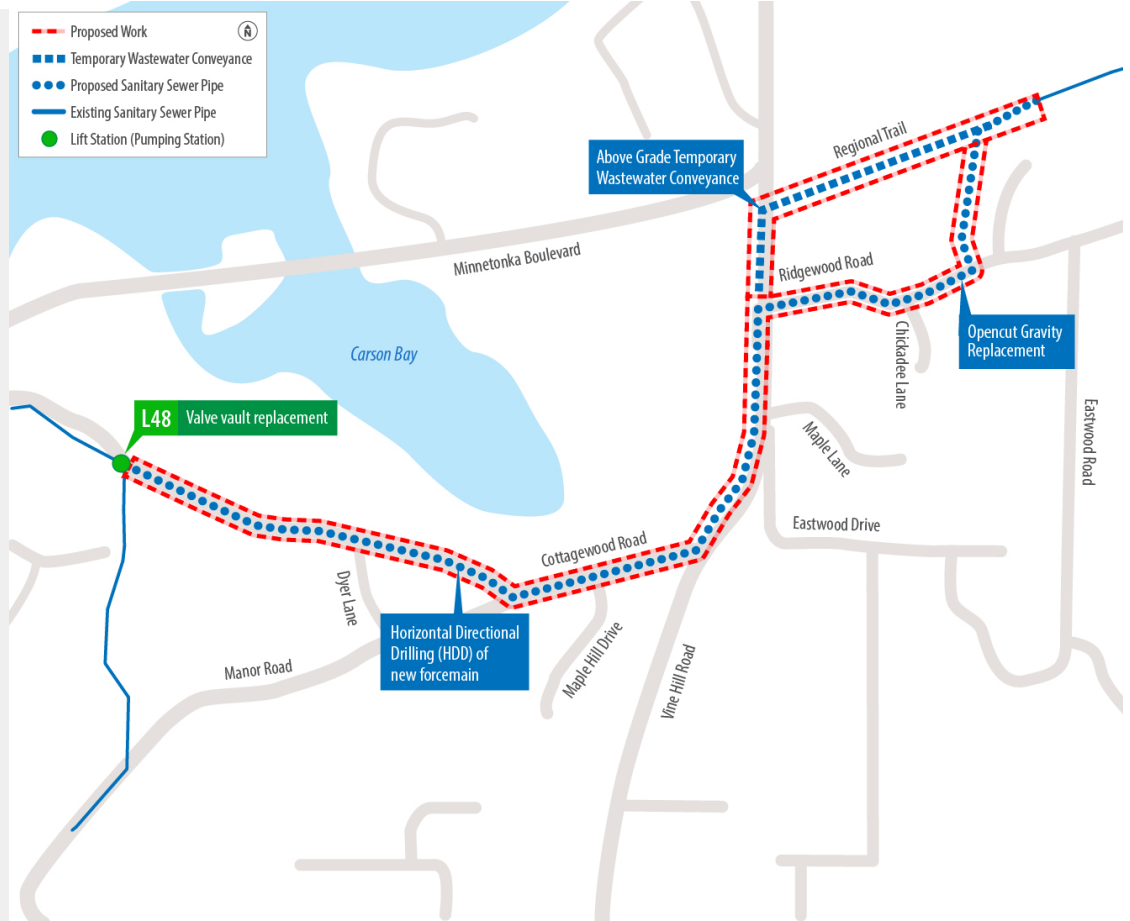 Proposed Work
N
Temporary Wastewater Conveyance
Proposed Sanitary Sewer Pipe
Existing Sanitary Sewer Pipe
Lift Station (Pumping Station)
Above Grade Temporary
Wastewater Conveyance
Regional Trail
Minnetonka Boulevard
Ridgewood Road
Opencut Gravity
Replacement
Chickadee Lane
Carson Bay
L48 Valve vault replacement
Maple Lane
Eastwood Road
Eastwood Drive
Cottagewood Road
Dyer Lane
Horizontal Directional
Drilling (HDD) of
new forcemain
Maple Hill Drive
Manor Road
Vine Hill Road